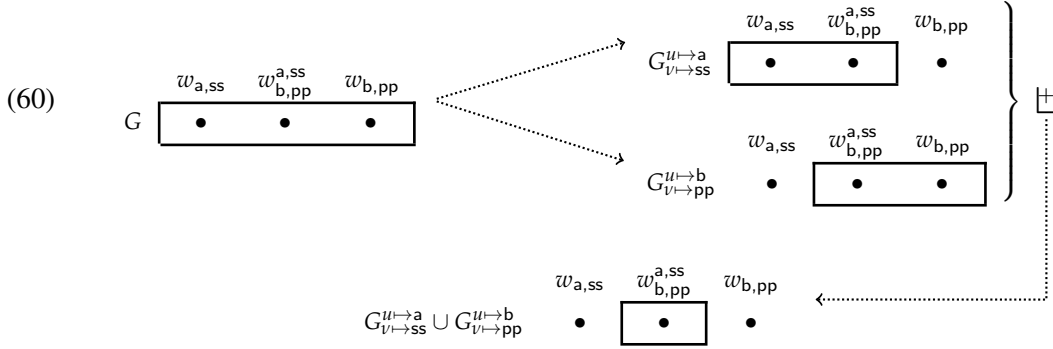 w_{a,ss} w^{a,ss}_{b,pp} w_{b,pp}
G^{u↦a}_{ν↦ss}
w_{a,ss} w^{a,ss}_{b,pp} w_{b,pp}
(60) G ⊎
w_{a,ss} w^{a,ss}_{b,pp} w_{b,pp}
G^{u↦b}_{ν↦pp}
w_{a,ss} w^{a,ss}_{b,pp} w_{b,pp}
G^{u↦a}_{ν↦ss} ∪ G^{u↦b}_{ν↦pp}